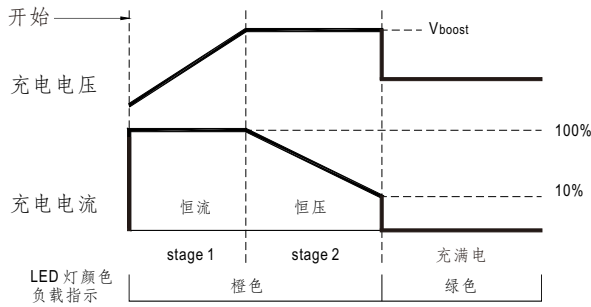 开始
Vboost
充电电压
100%
10%
充电电流
恒流
恒压
stage 1
stage 2
充满电
LED 灯颜色
负载指示
橙色
绿色